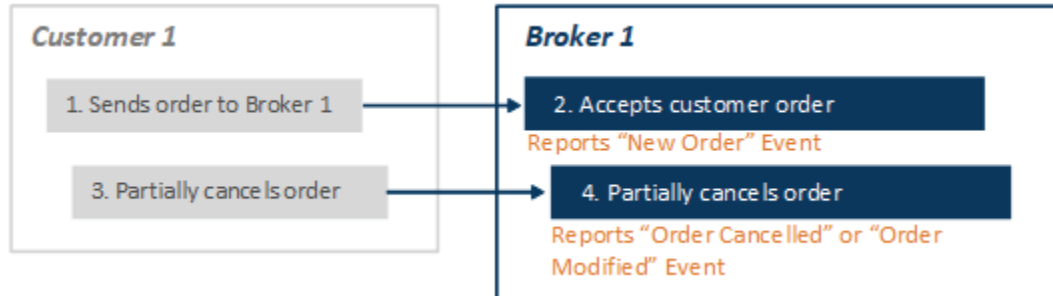 Customer 1
Broker 1
1. Sends order to Broker 1
2. Accepts customer order
Reports “New Order” Event
3. Partially cancels order
4. Partially cancels order
Reports “Order Cancelled” or “Order
Modified” Event